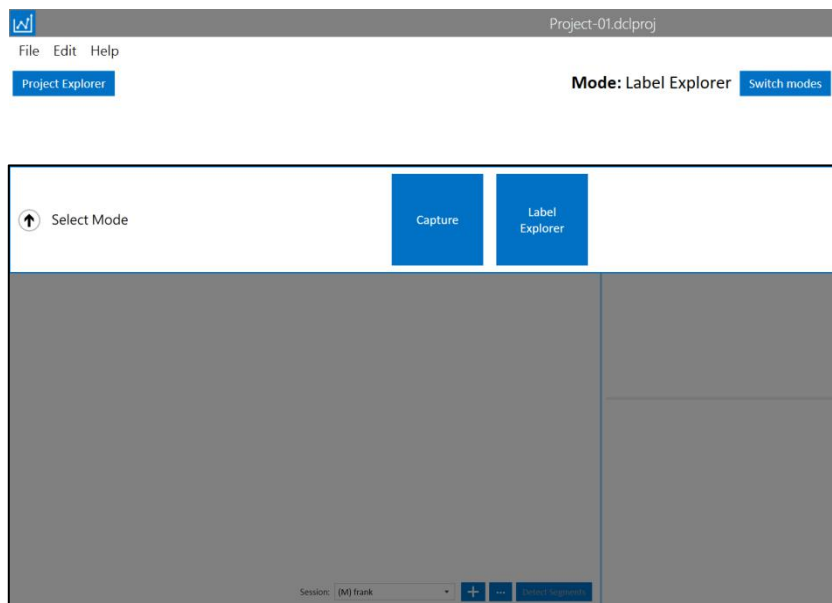 Project-01.dclproj
File Edit Help
Project Explorer
Mode: Label Explorer Switch modes
Select Mode
Capture
Label
Explorer
Session: (M) frank + ... Detect Segments